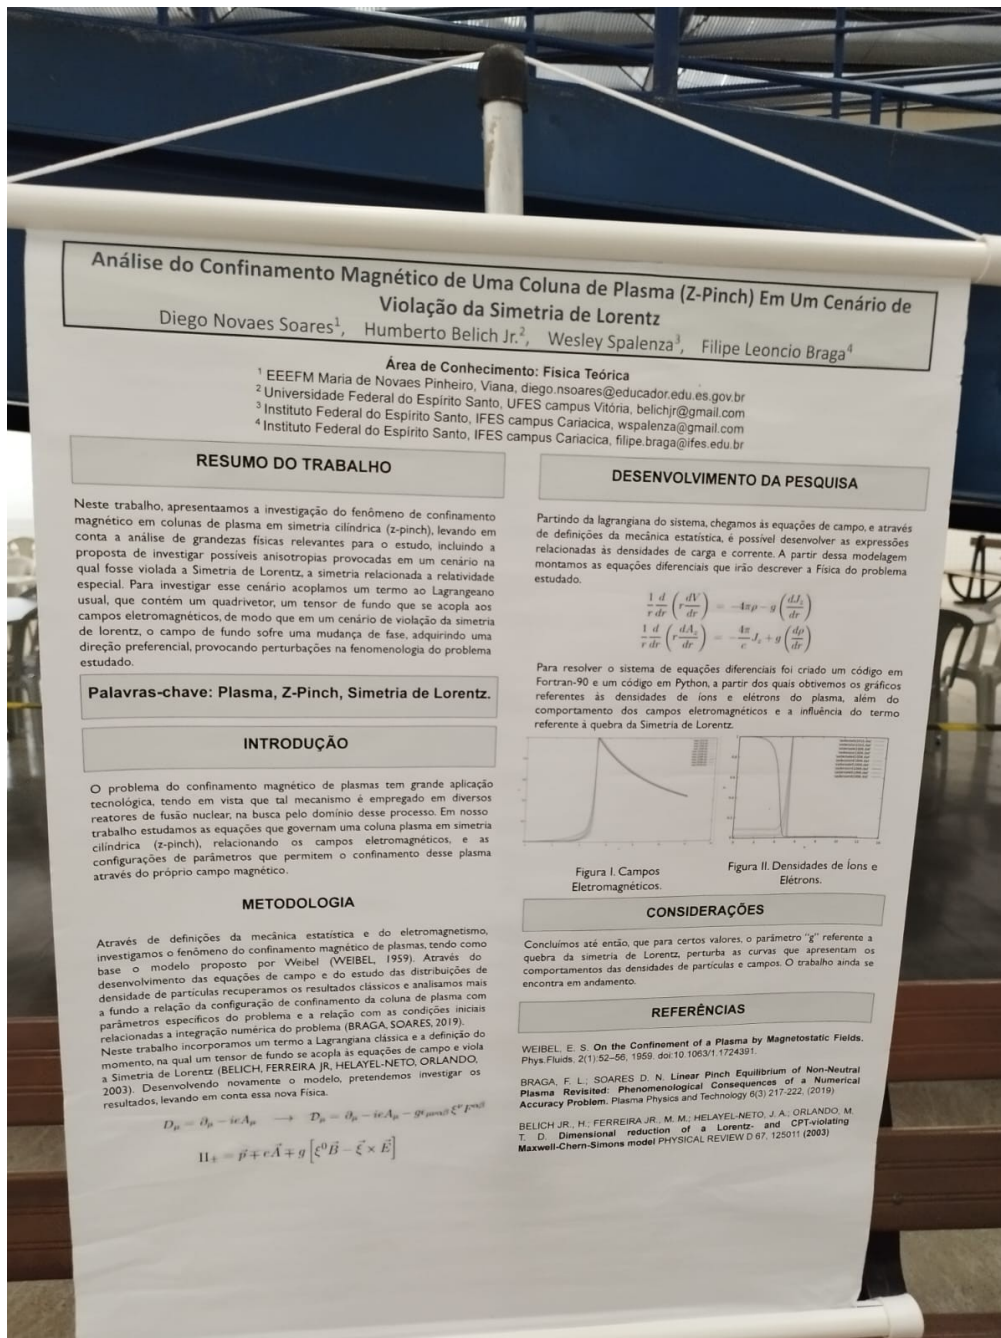 Análise do Confinamento Magnético de Uma Coluna de Plasma (Z-Pinch) Em Um Cenário de
Violação da Simetria de Lorentz
Diego Novaes Soares¹, Humberto Belich Jr.², Wesley Spalenza³, Filipe Leoncio Braga⁴
Área de Conhecimento: Física Teórica
¹ EEEFM Maria de Novaes Pinheiro, Viana, diego.nsoares@educador.edu.es.gov.br
² Universidade Federal do Espírito Santo, UFES campus Vitória, belichjr@gmail.com
³ Instituto Federal do Espírito Santo, IFES campus Cariacica, wspalenza@gmail.com
⁴ Instituto Federal do Espírito Santo, IFES campus Cariacica, filipe.braga@ifes.edu.br
RESUMO DO TRABALHO
Neste trabalho, apresentaamos a investigação do fenômeno de confinamento
magnético em colunas de plasma em simetria cilíndrica (z-pinch), levando em
conta a análise de grandezas físicas relevantes para o estudo, incluindo a
proposta de investigar possíveis anisotropias provocadas em um cenário na
qual fosse violada a Simetria de Lorentz, a simetria relacionada a relatividade
especial. Para investigar esse cenário acoplamos um termo ao Lagrangeano
usual, que contém um quadrivetor, um tensor de fundo que se acopla aos
campos eletromagnéticos, de modo que em um cenário de violação da simetria
de lorentz, o campo de fundo sofre uma mudança de fase, adquirindo uma
direção preferencial, provocando perturbações na fenomenologia do problema
estudado.
Palavras-chave: Plasma, Z-Pinch, Simetria de Lorentz.
INTRODUÇÃO
O problema do confinamento magnético de plasmas tem grande aplicação
tecnológica, tendo em vista que tal mecanismo é empregado em diversos
reatores de fusão nuclear, na busca pelo domínio desse processo. Em nosso
trabalho estudamos as equações que governam uma coluna plasma em simetria
cilíndrica (z-pinch), relacionando os campos eletromagnéticos, e as
configurações de parâmetros que permitem o confinamento desse plasma
através do próprio campo magnético.
METODOLOGIA
Através de definições da mecânica estatística e do eletromagnetismo,
investigamos o fenômeno do confinamento magnético de plasmas, tendo como
base o modelo proposto por Weibel (WEIBEL, 1959). Através do
desenvolvimento das equações de campo e do estudo das distribuições de
densidade de partículas recuperamos os resultados clássicos e analisamos mais
a fundo a relação da configuração de confinamento da coluna de plasma com
parâmetros específicos do problema e a relação com as condições iniciais
relacionadas a integração numérica do problema (BRAGA, SOARES, 2019).
Neste trabalho incorporamos um termo a Lagrangiana clássica e a definição do
momento, na qual um tensor de fundo se acopla às equações de campo e viola
a Simetria de Lorentz (BELICH, FERREIRA JR, HELAYEL-NETO, ORLANDO,
2003). Desenvolvendo novamente o modelo, pretendemos investigar os
resultados, levando em conta essa nova Física.
D_μ = ∂_μ − ieA_μ ⟶ D_μ = ∂_μ − ieA_μ − gε_μναβ ξ^ν F^αβ
Π_± = p⃗ ∓ eA⃗ ∓ g [ξ⁰B⃗ − ξ⃗ × E⃗]
DESENVOLVIMENTO DA PESQUISA
Partindo da lagrangiana do sistema, chegamos às equações de campo, e através
de definições da mecânica estatística, é possível desenvolver as expressões
relacionadas às densidades de carga e corrente. A partir dessa modelagem
montamos as equações diferenciais que irão descrever a Física do problema
estudado.
1/r d/dr (r dV/dr) = −4πρ − g (dJ_z/dr)
1/r d/dr (r dA_z/dr) = −4π/c J_z + g (dρ/dr)
Para resolver o sistema de equações diferenciais foi criado um código em
Fortran-90 e um código em Python, a partir dos quais obtivemos os gráficos
referentes às densidades de íons e elétrons do plasma, além do
comportamento dos campos eletromagnéticos e a influência do termo
referente à quebra da Simetria de Lorentz.
Figura I. Campos
Eletromagnéticos.
Figura II. Densidades de Íons e
Elétrons.
CONSIDERAÇÕES
Concluímos até então, que para certos valores, o parâmetro "g" referente a
quebra da simetria de Lorentz, perturba as curvas que apresentam os
comportamentos das densidades de partículas e campos. O trabalho ainda se
encontra em andamento.
REFERÊNCIAS
WEIBEL, E. S. On the Confinement of a Plasma by Magnetostatic Fields.
Phys.Fluids, 2(1):52–56, 1959. doi:10.1063/1.1724391.
BRAGA, F. L.; SOARES D. N. Linear Pinch Equilibrium of Non-Neutral
Plasma Revisited: Phenomenological Consequences of a Numerical
Accuracy Problem. Plasma Physics and Technology 6(3) 217-222, (2019)
BELICH JR., H.; FERREIRA JR., M. M.; HELAYEL-NETO, J. A.; ORLANDO, M.
T. D. Dimensional reduction of a Lorentz- and CPT-violating
Maxwell-Chern-Simons model PHYSICAL REVIEW D 67, 125011 (2003)